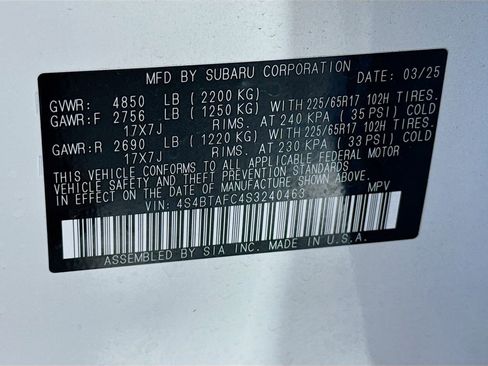 MFD BY SUBARU CORPORATION DATE: 03/25
GVWR: 4850 LB ( 2200 KG)
GAWR:F 2756 LB ( 1250 KG) WITH 225/65R17 102H TIRES.
17X7J RIMS. AT 240 KPA ( 35 PSI) COLD
GAWR:R 2690 LB ( 1220 KG) WITH 225/65R17 102H TIRES.
17X7J RIMS. AT 230 KPA ( 33 PSI) COLD
THIS VEHICLE CONFORMS TO ALL APPLICABLE FEDERAL MOTOR
VEHICLE SAFETY AND THEFT PREVENTION STANDARDS
IN EFFECT ON THE DATE OF MANUFACTURE SHOWN ABOVE.
VIN: 4S4BTAFC4S3240463 MPV
ASSEMBLED BY SIA INC. MADE IN U.S.A.